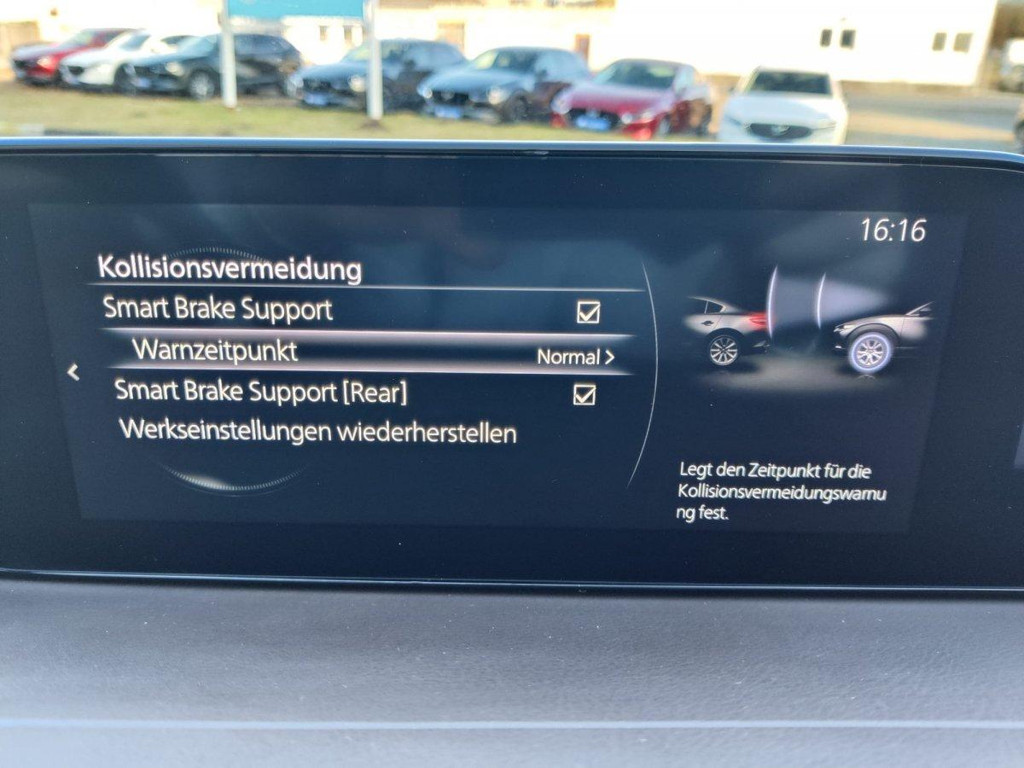 16:16
Kollisionsvermeidung
Smart Brake Support
Warnzeitpunkt Normal >
Smart Brake Support [Rear]
Werkseinstellungen wiederherstellen
Legt den Zeitpunkt für die
Kollisionsvermeidungswarnu
ng fest.